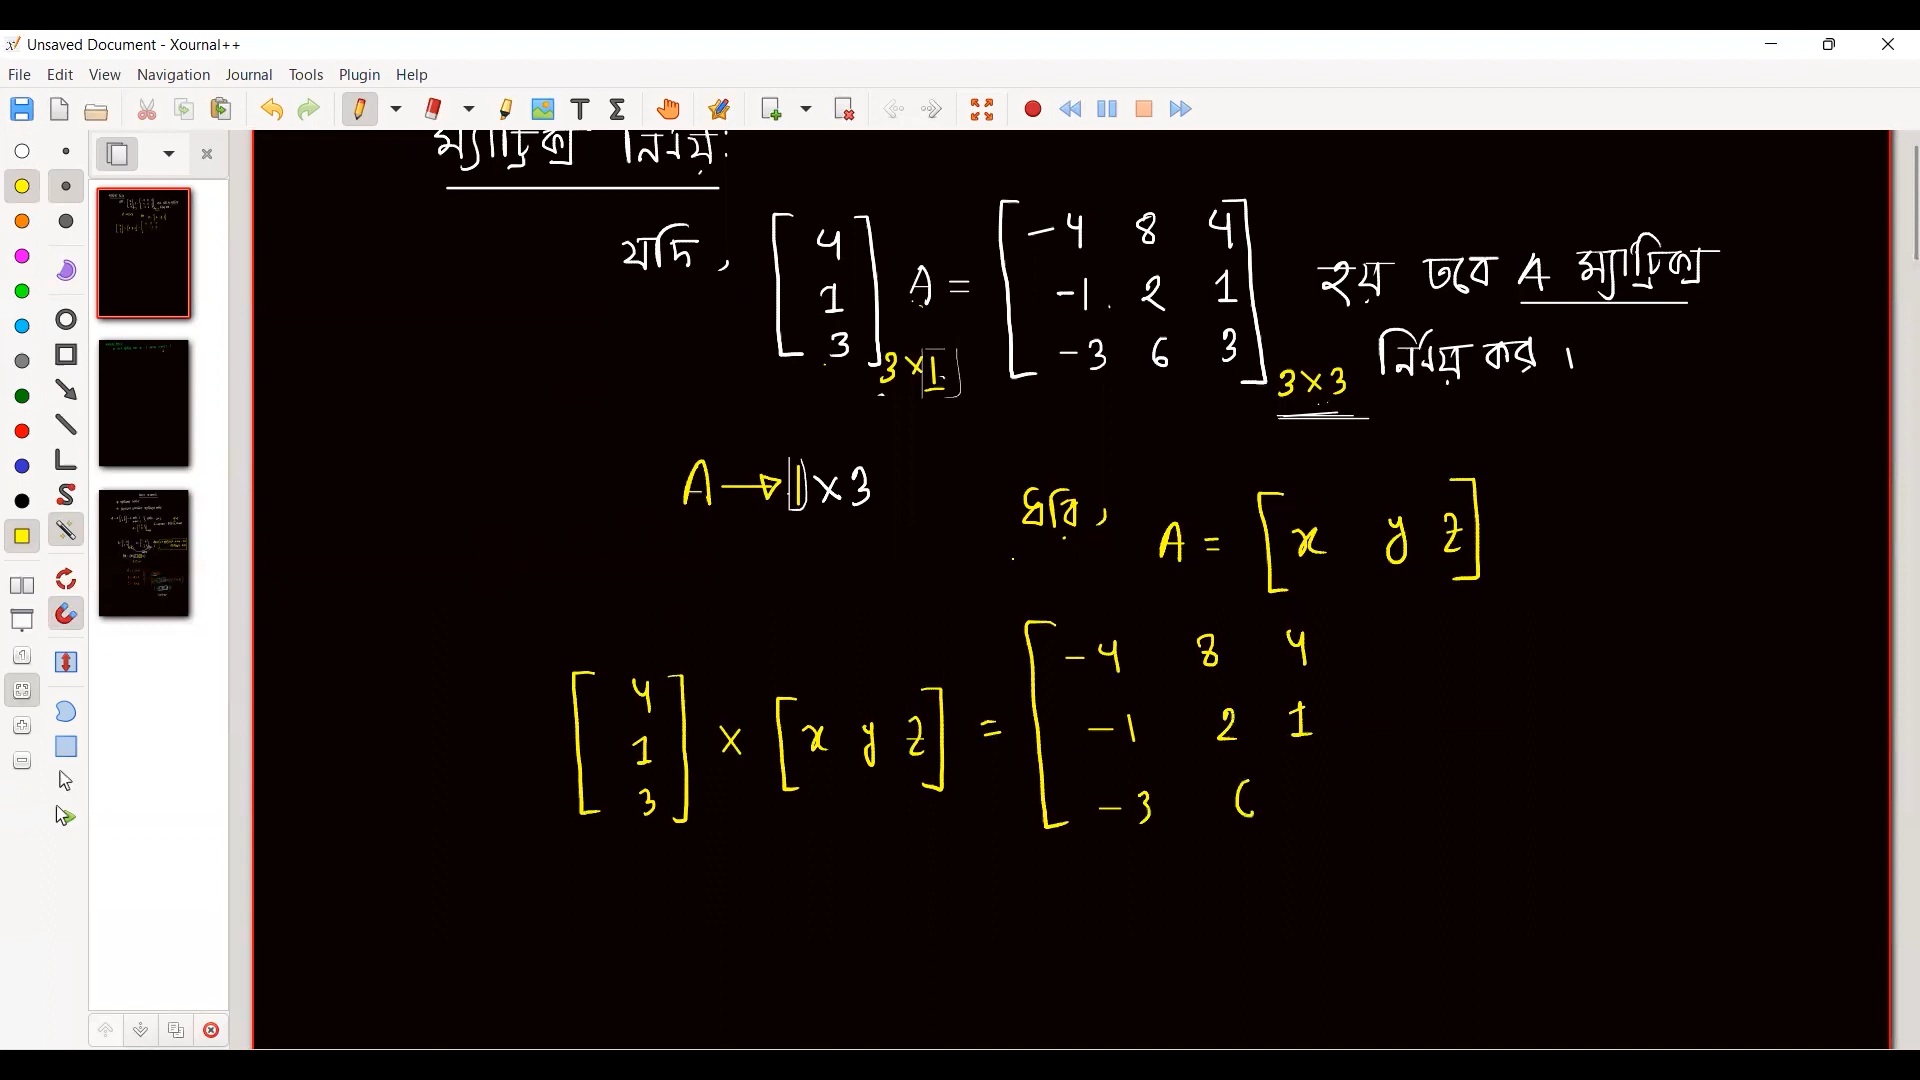 Unsaved Document - Xournal++
File Edit View Navigation Journal Tools Plugin Help
ম্যাট্রিক্স নির্ণয়:
যদি, [4 1 3] 3×1 A = [-4 8 4 -1 2 1 -3 6 3] 3×3 হয় তবে A ম্যাট্রিক্স
নির্ণয় কর।
A → 1×3
ধরি, A = [x y z]
[4 1 3] × [x y z] = [-4 8 4
-1 2 1
-3